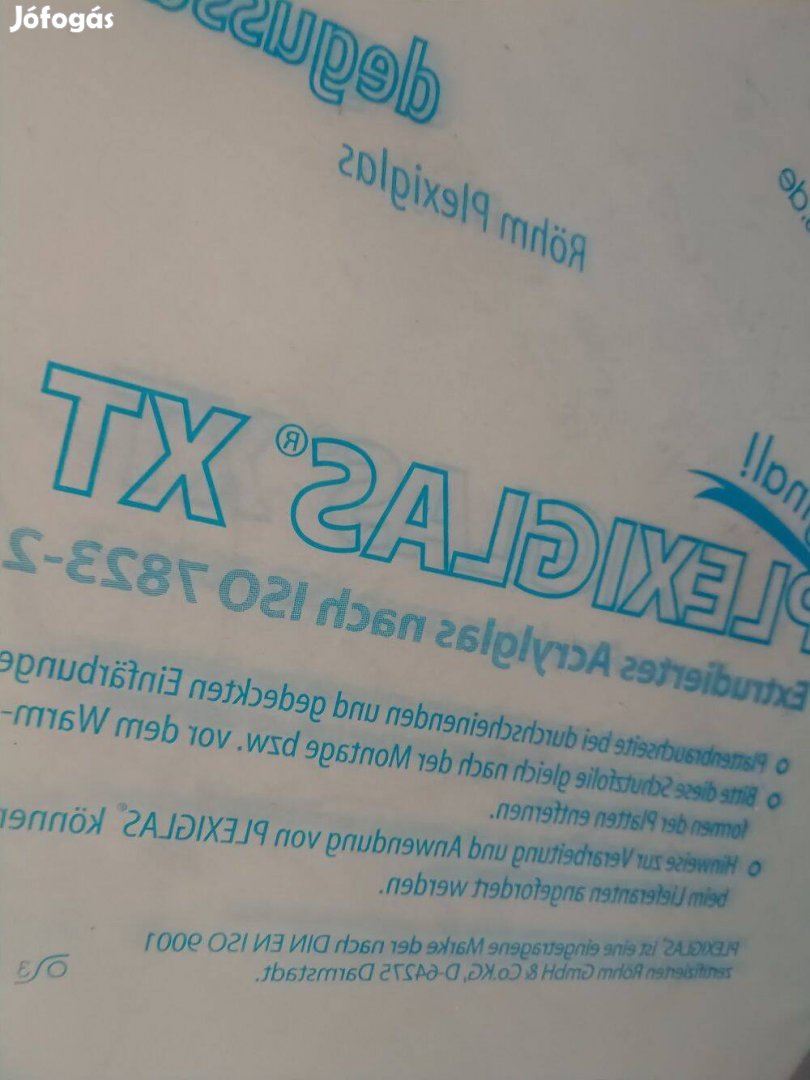 Jófogás
degussa
Röhm Plexiglas
s.de
nal!
PLEXIGLAS® XT
Extrudiertes Acrylglas nach ISO 7823-2
o Plattenbrauchseite bei durchscheinenden und gedeckten Einfärbunge
o Bitte diese Schutzfolie gleich nach der Montage bzw. vor dem Warm-
formen der Platten entfernen.
o Hinweise zur Verarbeitung und Anwendung von PLEXIGLAS® können
beim Lieferanten angefordert werden.
PLEXIGLAS® ist eine eingetragene Marke der nach DIN EN ISO 9001
zertifizierten Röhm GmbH & Co.KG, D-64275 Darmstadt.